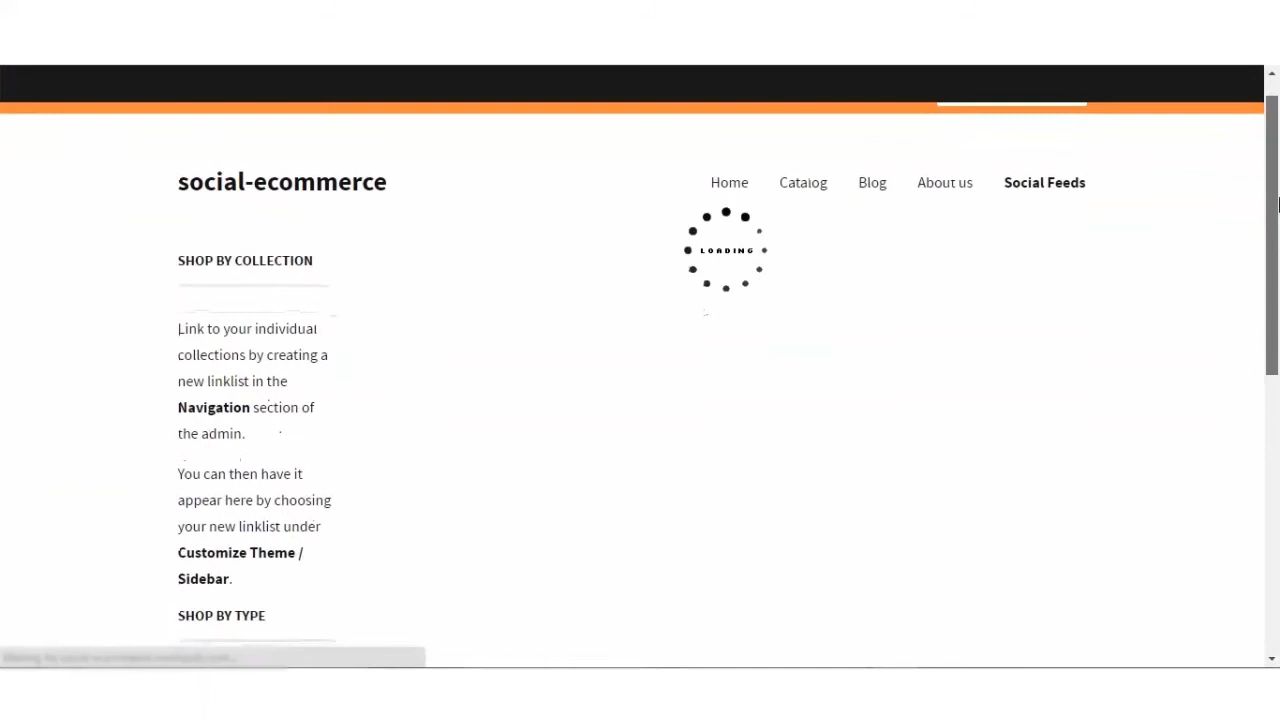 social-ecommerce
Home Catalog Blog About us Social Feeds
LOADING
SHOP BY COLLECTION
Link to your individual
collections by creating a
new linklist in the
Navigation section of
the admin.
You can then have it
appear here by choosing
your new linklist under
Customize Theme /
Sidebar.
SHOP BY TYPE